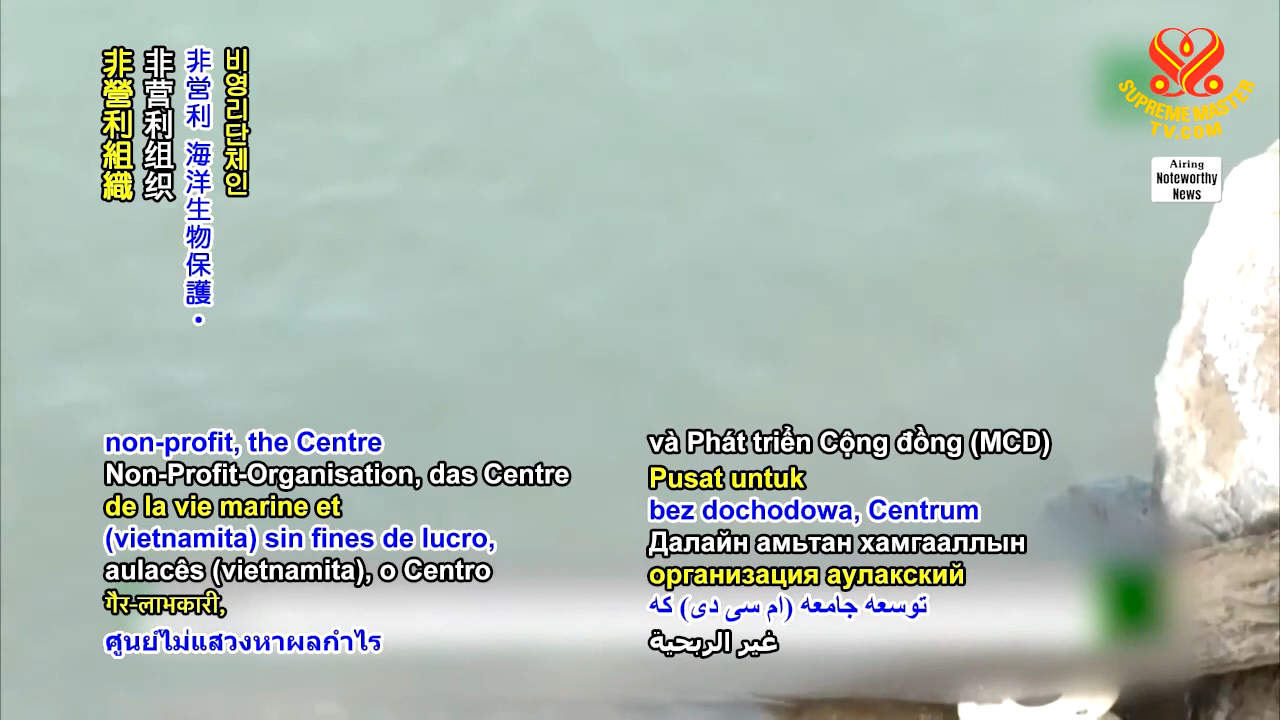 非營利組織
非营利组织
非営利 海洋生物保護・
비영리단체인
SUPREME MASTER
TV.COM
Airing
Noteworthy
News
non-profit, the Centre
Non-Profit-Organisation, das Centre
de la vie marine et
(vietnamita) sin fines de lucro,
aulacês (vietnamita), o Centro
गैर-लाभकारी,
ศูนย์ไม่แสวงหาผลกำไร
và Phát triển Cộng đồng (MCD)
Pusat untuk
bez dochodowa, Centrum
Далайн амьтан хамгааллын
организация аулакский
توسعه جامعه (ام سی دی) که
غير الربحية